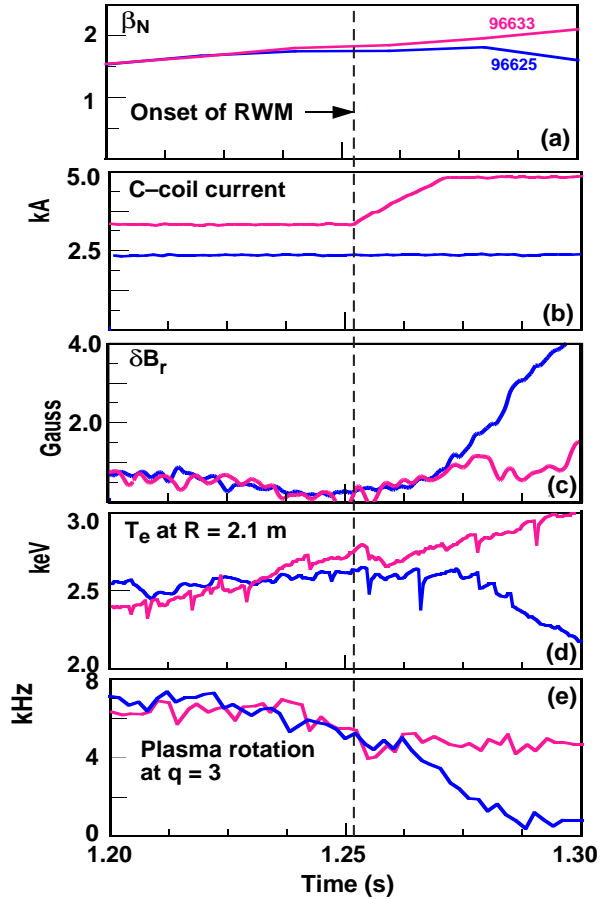 β_N
2
1
96633
96625
Onset of RWM
(a)
kA
5.0
2.5
C–coil current
(b)
Gauss
4.0
2.0
δB_r
(c)
keV
3.0
2.5
2.0
T_e at R = 2.1 m
(d)
kHz
8
4
0
(e)
Plasma rotation
at q = 3
1.20
1.25
1.30
Time (s)